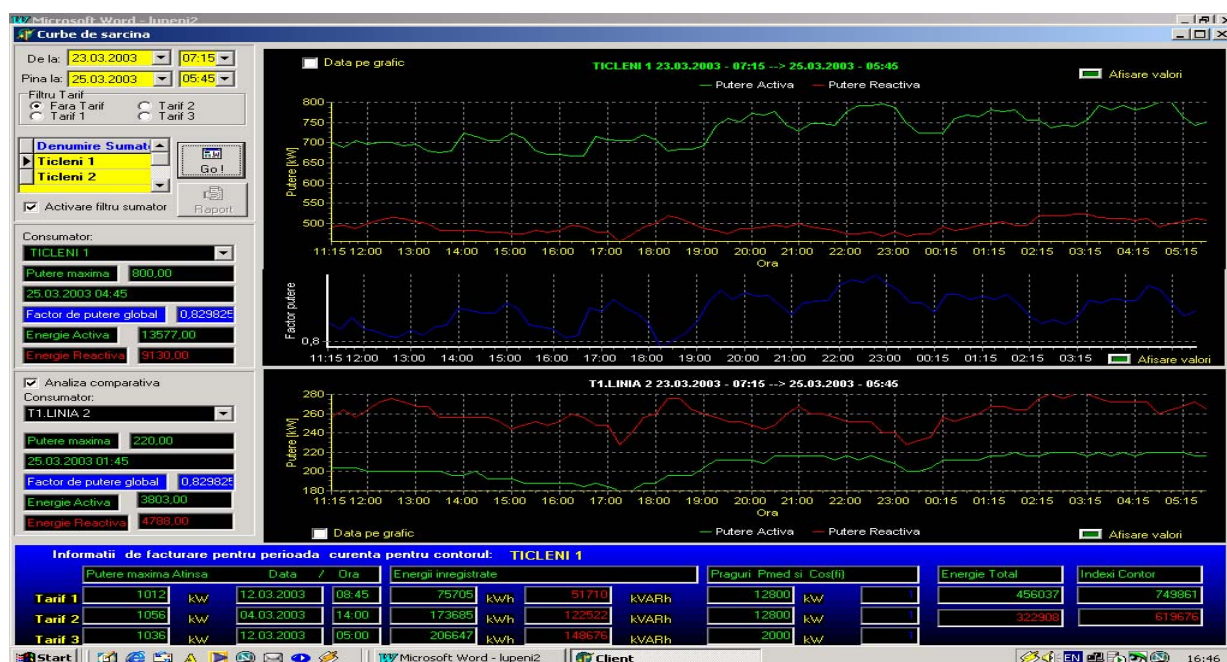 Microsoft Word - lupeni2
Curbe de sarcina
De la: 23.03.2003 07:15
Pina la: 25.03.2003 05:45
Filtru Tarif
Fara Tarif Tarif 2
Tarif 1 Tarif 3
Denumire Sumat
Ticleni 1
Ticleni 2
Go!
Raport
Activare filtru sumator
Consumator:
TICLENI 1
Putere maxima 800,00
25.03.2003 04:45
Factor de putere global 0,829825
Energie Activa 13577,00
Energie Reactiva 9130,00
Data pe grafic
TICLENI 1 23.03.2003 - 07:15 --> 25.03.2003 - 05:45
Afisare valori
Putere Activa Putere Reactiva
Putere [kW]
800
750
700
650
600
550
500
11:15 12:00 13:00 14:00 15:00 16:00 17:00 18:00 19:00 20:00 21:00 22:00 23:00 00:15 01:15 02:15 03:15 04:15 05:15
Ora
Factor putere
0,8
11:15 12:00 13:00 14:00 15:00 16:00 17:00 18:00 19:00 20:00 21:00 22:00 23:00 00:15 01:15 02:15 03:15 Afisare valori
Analiza comparativa
Consumator:
T1.LINIA 2
Putere maxima 220,00
25.03.2003 01:45
Factor de putere global 0,829825
Energie Activa 3803,00
Energie Reactiva 4788,00
T1.LINIA 2 23.03.2003 - 07:15 --> 25.03.2003 - 05:45
Putere [kW]
280
260
240
220
200
180
11:15 12:00 13:00 14:00 15:00 16:00 17:00 18:00 19:00 20:00 21:00 22:00 23:00 00:15 01:15 02:15 03:15 04:15 05:15
Ora
Data pe grafic Putere Activa Putere Reactiva Afisare valori
Informatii de facturare pentru perioada curenta pentru contorul: TICLENI 1
Putere maxima Atinsa Data / Ora Energii inregistrate Praguri Pmed si Cos(fi) Energie Total Indexi Contor
Tarif 1 1012 kW 12.03.2003 08:45 75705 kWh 51710 kVARh 12800 kW 1 456037 749861
Tarif 2 1056 kW 04.03.2003 14:00 173685 kWh 122522 kVARh 12800 kW 1 322908 619676
Tarif 3 1036 kW 12.03.2003 05:00 206647 kWh 148676 kVARh 2000 kW 1
Start Microsoft Word - lupeni2 Client EN 16:46